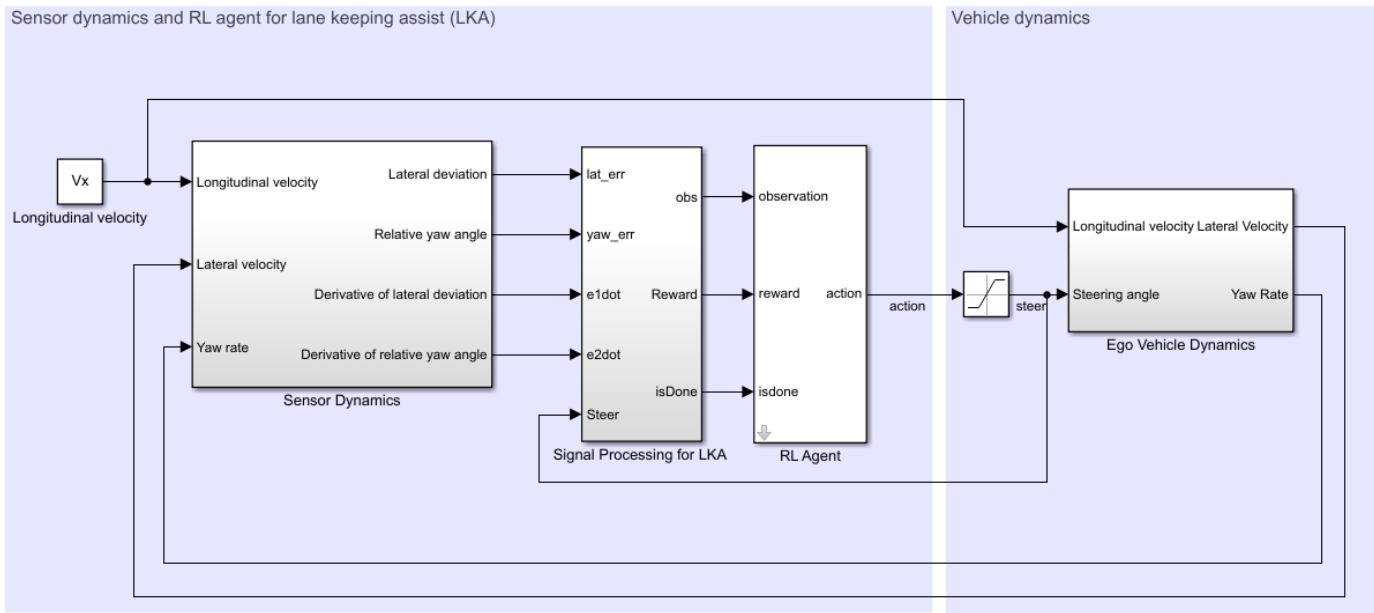 Sensor dynamics and RL agent for lane keeping assist (LKA)
Vehicle dynamics
Vx
Longitudinal velocity
Longitudinal velocity
Lateral velocity
Yaw rate
Lateral deviation
Relative yaw angle
Derivative of lateral deviation
Derivative of relative yaw angle
Sensor Dynamics
lat_err
yaw_err
e1dot
e2dot
Steer
obs
Reward
isDone
Signal Processing for LKA
observation
reward
isdone
action
RL Agent
action
steer
Longitudinal velocity
Steering angle
Lateral Velocity
Yaw Rate
Ego Vehicle Dynamics